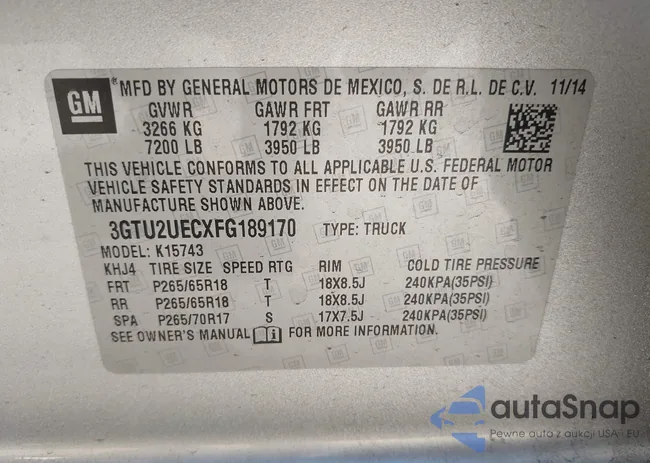 GM
MFD BY GENERAL MOTORS DE MEXICO, S. DE R.L. DE C.V. 11/14
GVWR GAWR FRT GAWR RR
3266 KG 1792 KG 1792 KG
7200 LB 3950 LB 3950 LB
THIS VEHICLE CONFORMS TO ALL APPLICABLE U.S. FEDERAL MOTOR
VEHICLE SAFETY STANDARDS IN EFFECT ON THE DATE OF
MANUFACTURE SHOWN ABOVE.
3GTU2UECXFG189170 TYPE: TRUCK
MODEL: K15743
KHJ4 TIRE SIZE SPEED RTG RIM COLD TIRE PRESSURE
FRT P265/65R18 T 18X8.5J 240KPA(35PSI)
RR P265/65R18 T 18X8.5J 240KPA(35PSI)
SPA P265/70R17 S 17X7.5J 240KPA(35PSI)
SEE OWNER'S MANUAL i FOR MORE INFORMATION.
autaSnap
Pewne auto z aukcji USA i EU